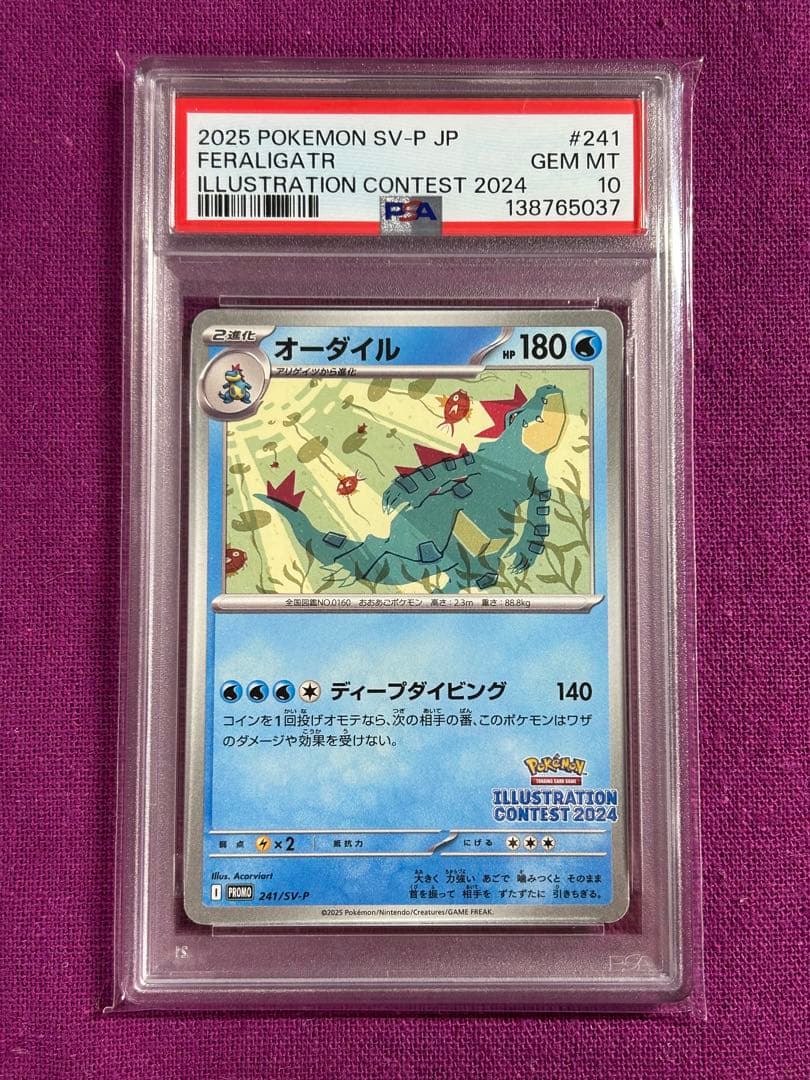 2025 POKEMON SV-P JP #241
FERALIGATR GEM MT
ILLUSTRATION CONTEST 2024 10
PSA 138765037
2進化 オーダイル HP 180
アリゲイツから進化
全国図鑑NO.0160 おおあごポケモン 高さ:2.3m 重さ:88.8kg
ディープダイビング 140
コインを1回投げオモテなら、次の相手の番、このポケモンはワザ
のダメージや効果を受けない。
POKÉMON
TRADING CARD GAME
ILLUSTRATION
CONTEST 2024
弱点 ×2 抵抗力 にげる
Illus. Acorviart
大きく 力強い あごで 噛みつくと そのまま
首を振って 相手を ずたずたに 引きちぎる。
I PROMO 241/SV-P
©2025 Pokémon/Nintendo/Creatures/GAME FREAK.
PSA